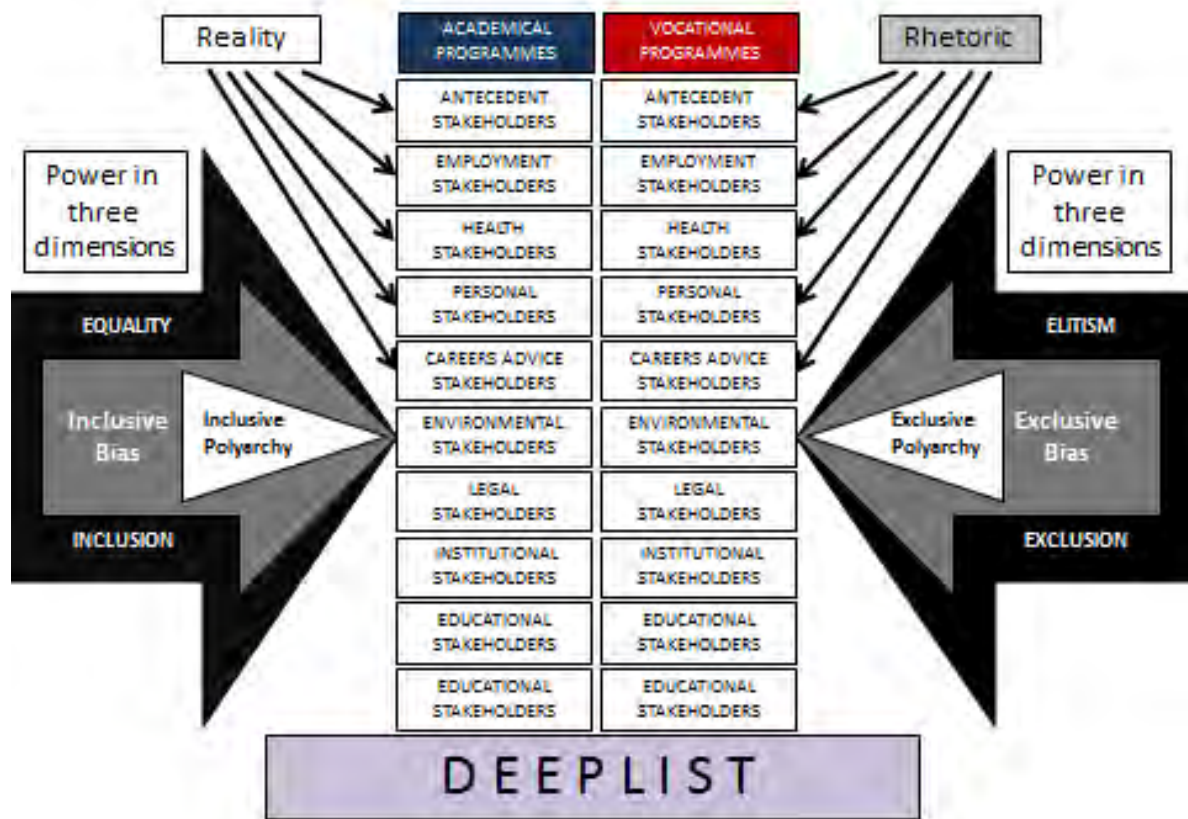 Reality
ACADEMICAL
PROGRAMMES
VOCATIONAL
PROGRAMMES
Rhetoric
ANTECEDENT
STAKEHOLDERS
ANTECEDENT
STAKEHOLDERS
EMPLOYMENT
STAKEHOLDERS
EMPLOYMENT
STAKEHOLDERS
HEALTH
STAKEHOLDERS
HEALTH
STAKEHOLDERS
PERSONAL
STAKEHOLDERS
PERSONAL
STAKEHOLDERS
CAREERS ADVICE
STAKEHOLDERS
CAREERS ADVICE
STAKEHOLDERS
ENVIRONMENTAL
STAKEHOLDERS
ENVIRONMENTAL
STAKEHOLDERS
LEGAL
STAKEHOLDERS
LEGAL
STAKEHOLDERS
INSTITUTIONAL
STAKEHOLDERS
INSTITUTIONAL
STAKEHOLDERS
EDUCATIONAL
STAKEHOLDERS
EDUCATIONAL
STAKEHOLDERS
EDUCATIONAL
STAKEHOLDERS
EDUCATIONAL
STAKEHOLDERS
Power in
three
dimensions
EQUALITY
Inclusive
Bias
Inclusive
Polyarchy
INCLUSION
Power in
three
dimensions
ELITISM
Exclusive
Polyarchy
Exclusive
Bias
EXCLUSION
DEEPLIST